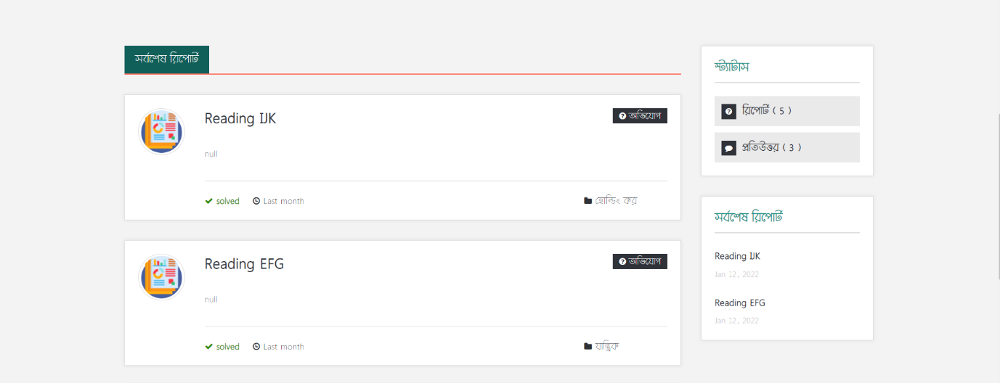 সর্বশেষ রিপোর্ট
Reading IJK
অভিযোগ
null
solved
Last month
হোল্ডিং কর
Reading EFG
অভিযোগ
null
solved
Last month
যান্ত্রিক
স্ট্যাটাস
রিপোর্ট ( 5 )
প্রতিউত্তর ( 3 )
সর্বশেষ রিপোর্ট
Reading IJK
Jan 12, 2022
Reading EFG
Jan 12, 2022